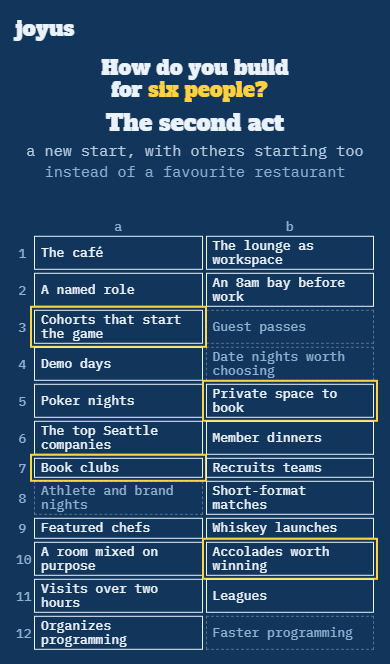 joyus
How do you build
for six people?
The second act
a new start, with others starting too
instead of a favourite restaurant
a b
1 The café The lounge as
workspace
2 A named role An 8am bay before
work
3 Cohorts that start
the game Guest passes
4 Demo days Date nights worth
choosing
5 Poker nights Private space to
book
6 The top Seattle
companies Member dinners
7 Book clubs Recruits teams
8 Athlete and brand
nights Short-format
matches
9 Featured chefs Whiskey launches
10 A room mixed on
purpose Accolades worth
winning
11 Visits over two
hours Leagues
12 Organizes
programming Faster programming